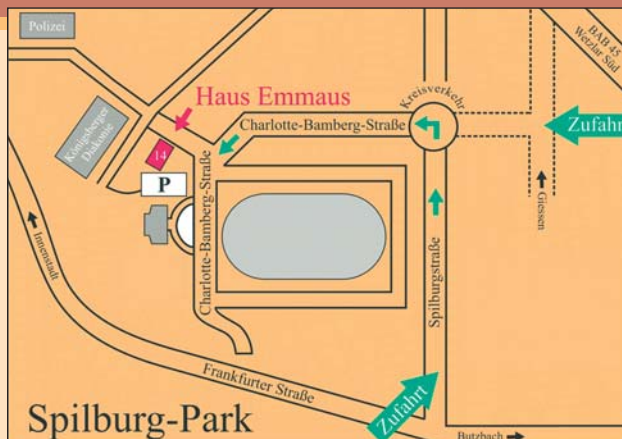 Polizei
BAB 45
Wetzlar Süd
Haus Emmaus
Kreisverkehr
Königsberger
Diakonie
14
P
Charlotte-Bamberg-Straße
Zufahrt
Giessen
Charlotte-Bamberg-Straße
Innenstadt
Spilburgstraße
Frankfurter Straße
Zufahrt
Spilburg-Park
Butzbach